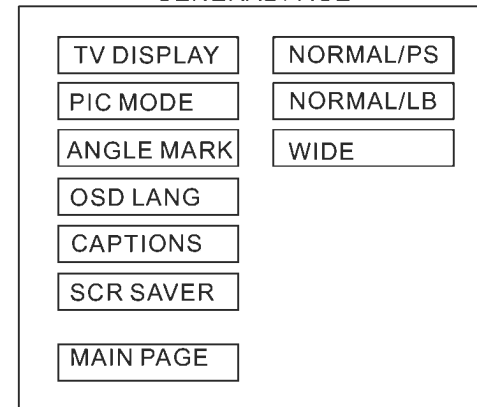 TV DISPLAY NORMAL/PS
PIC MODE NORMAL/LB
ANGLE MARK WIDE
OSD LANG
CAPTIONS
SCR SAVER
MAIN PAGE